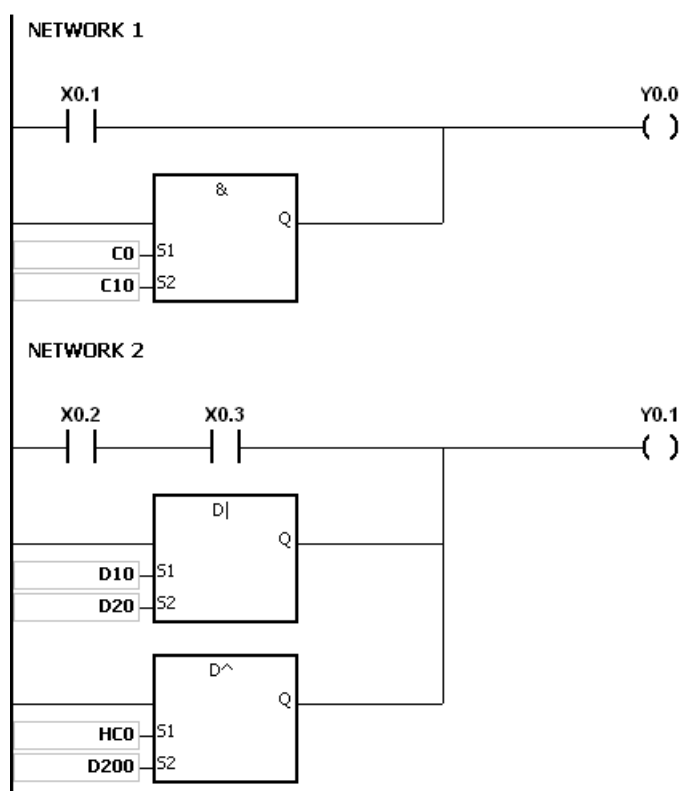 NETWORK 1
X0.1 Y0.0
&
Q
C0 S1
C10 S2
NETWORK 2
X0.2 X0.3 Y0.1
D|
Q
D10 S1
D20 S2
D^
Q
HC0 S1
D200 S2